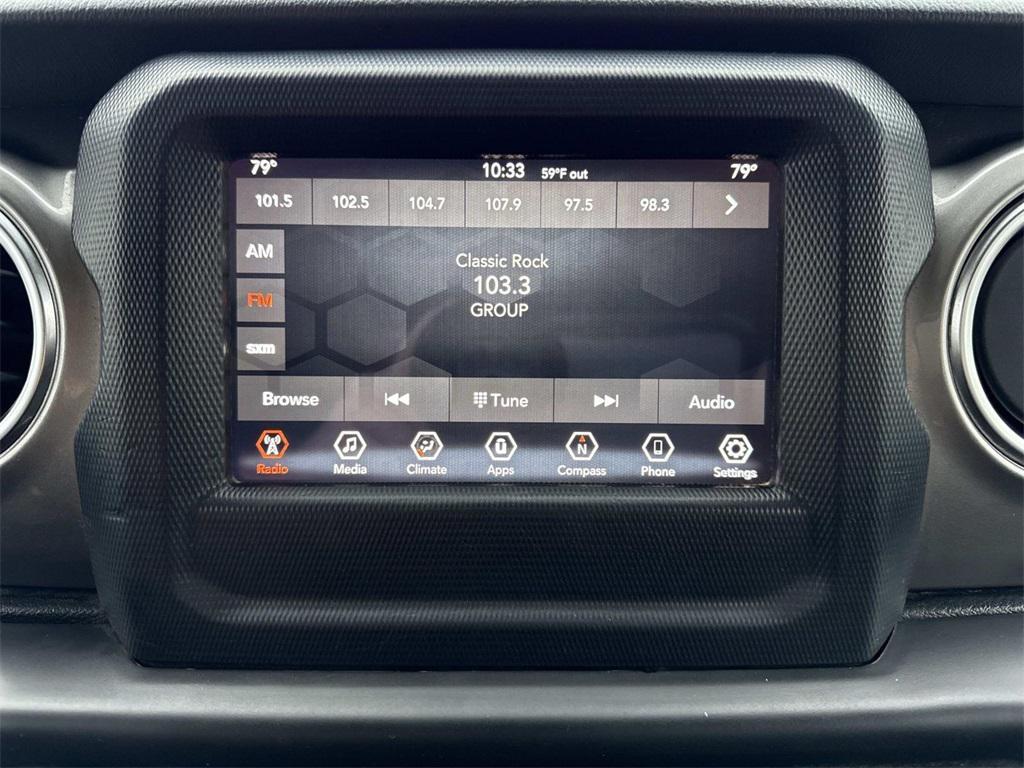 79° 10:33 59°F out 79°
101.5 102.5 104.7 107.9 97.5 98.3
AM
Classic Rock
103.3
FM
GROUP
sxm
Browse Tune Audio
N
Radio Media Climate Apps Compass Phone Settings